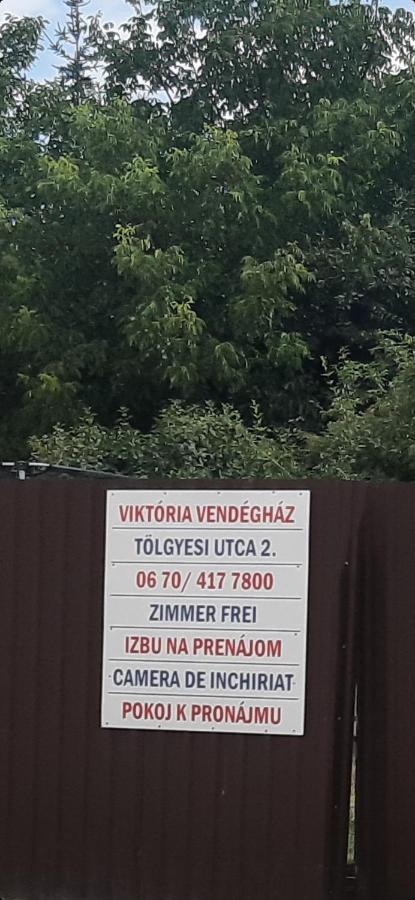 VIKTÓRIA VENDÉGHÁZ
TÖLGYESI UTCA 2.
06 70/ 417 7800
ZIMMER FREI
IZBU NA PRENÁJOM
CAMERA DE INCHIRIAT
POKOJ K PRONÁJMU